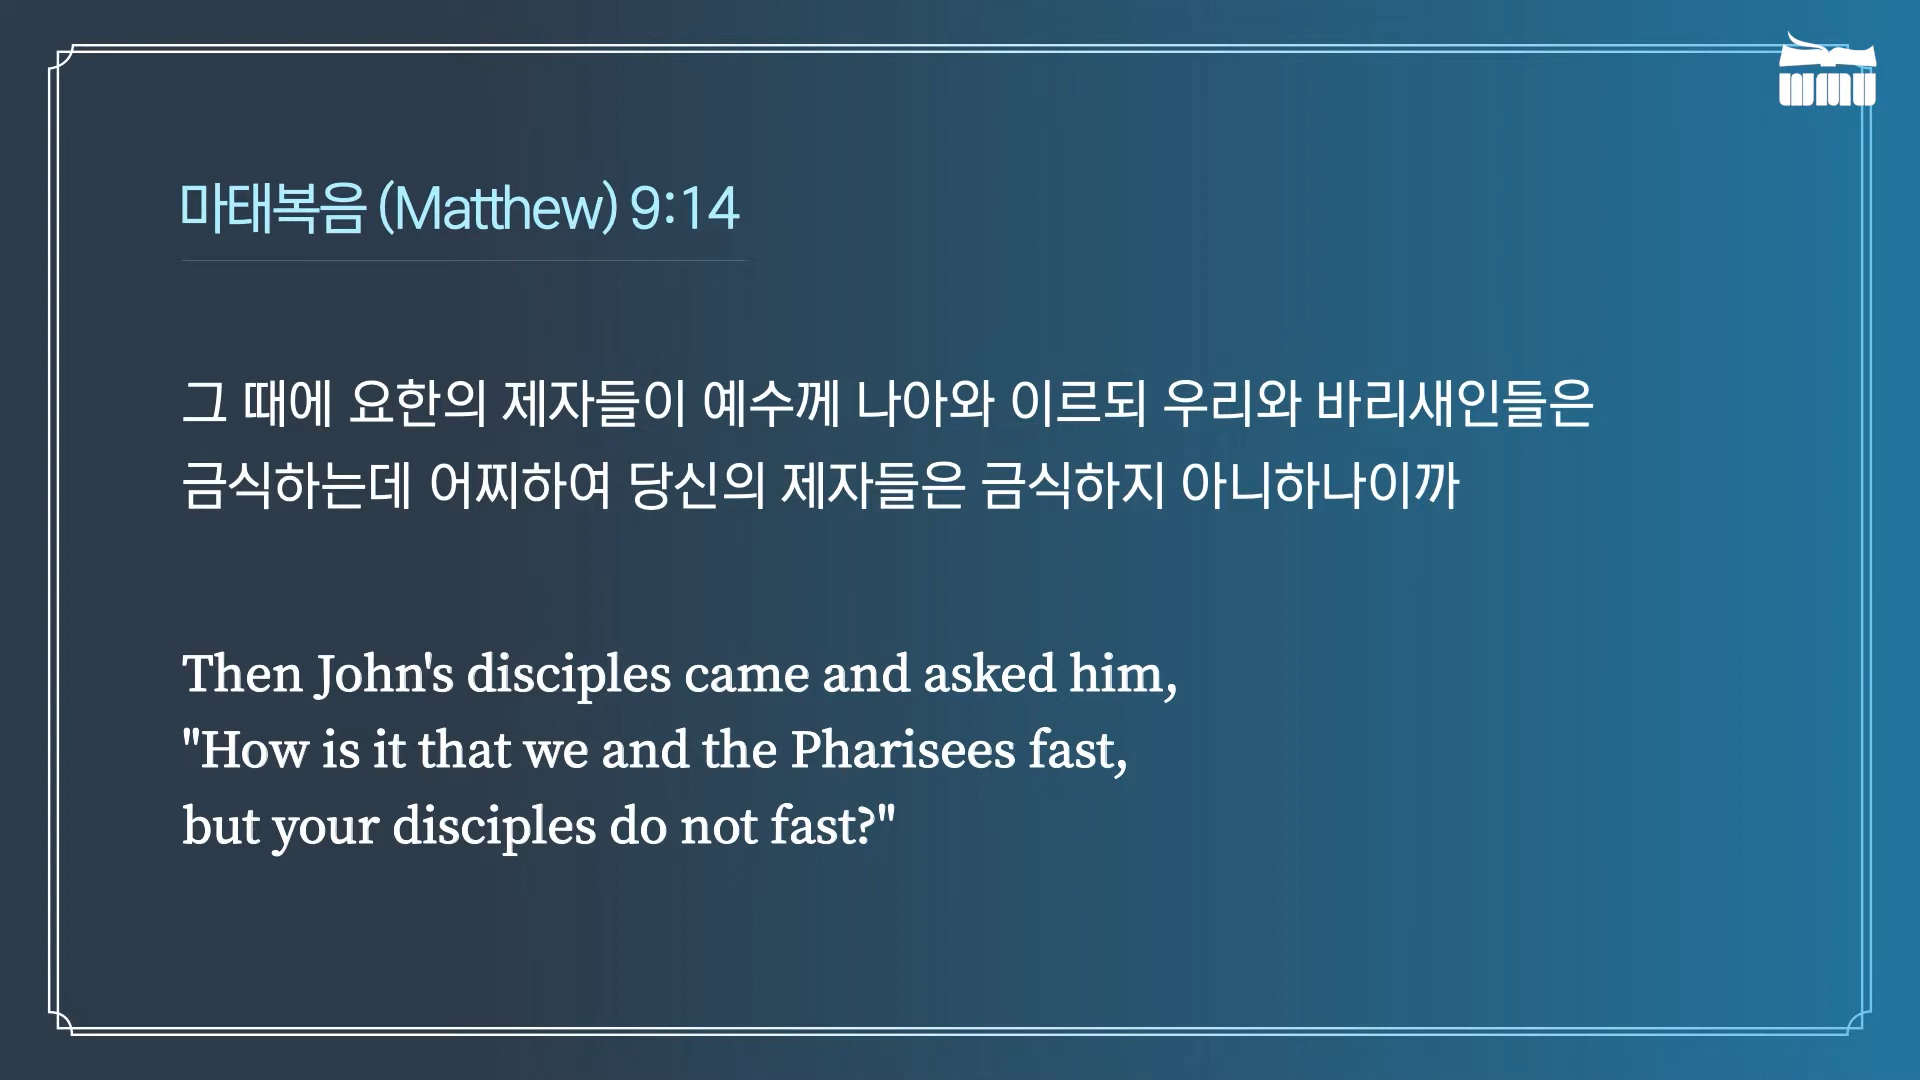 마태복음 (Matthew) 9:14
그 때에 요한의 제자들이 예수께 나아와 이르되 우리와 바리새인들은
금식하는데 어찌하여 당신의 제자들은 금식하지 아니하나이까
Then John's disciples came and asked him,
"How is it that we and the Pharisees fast,
but your disciples do not fast?"